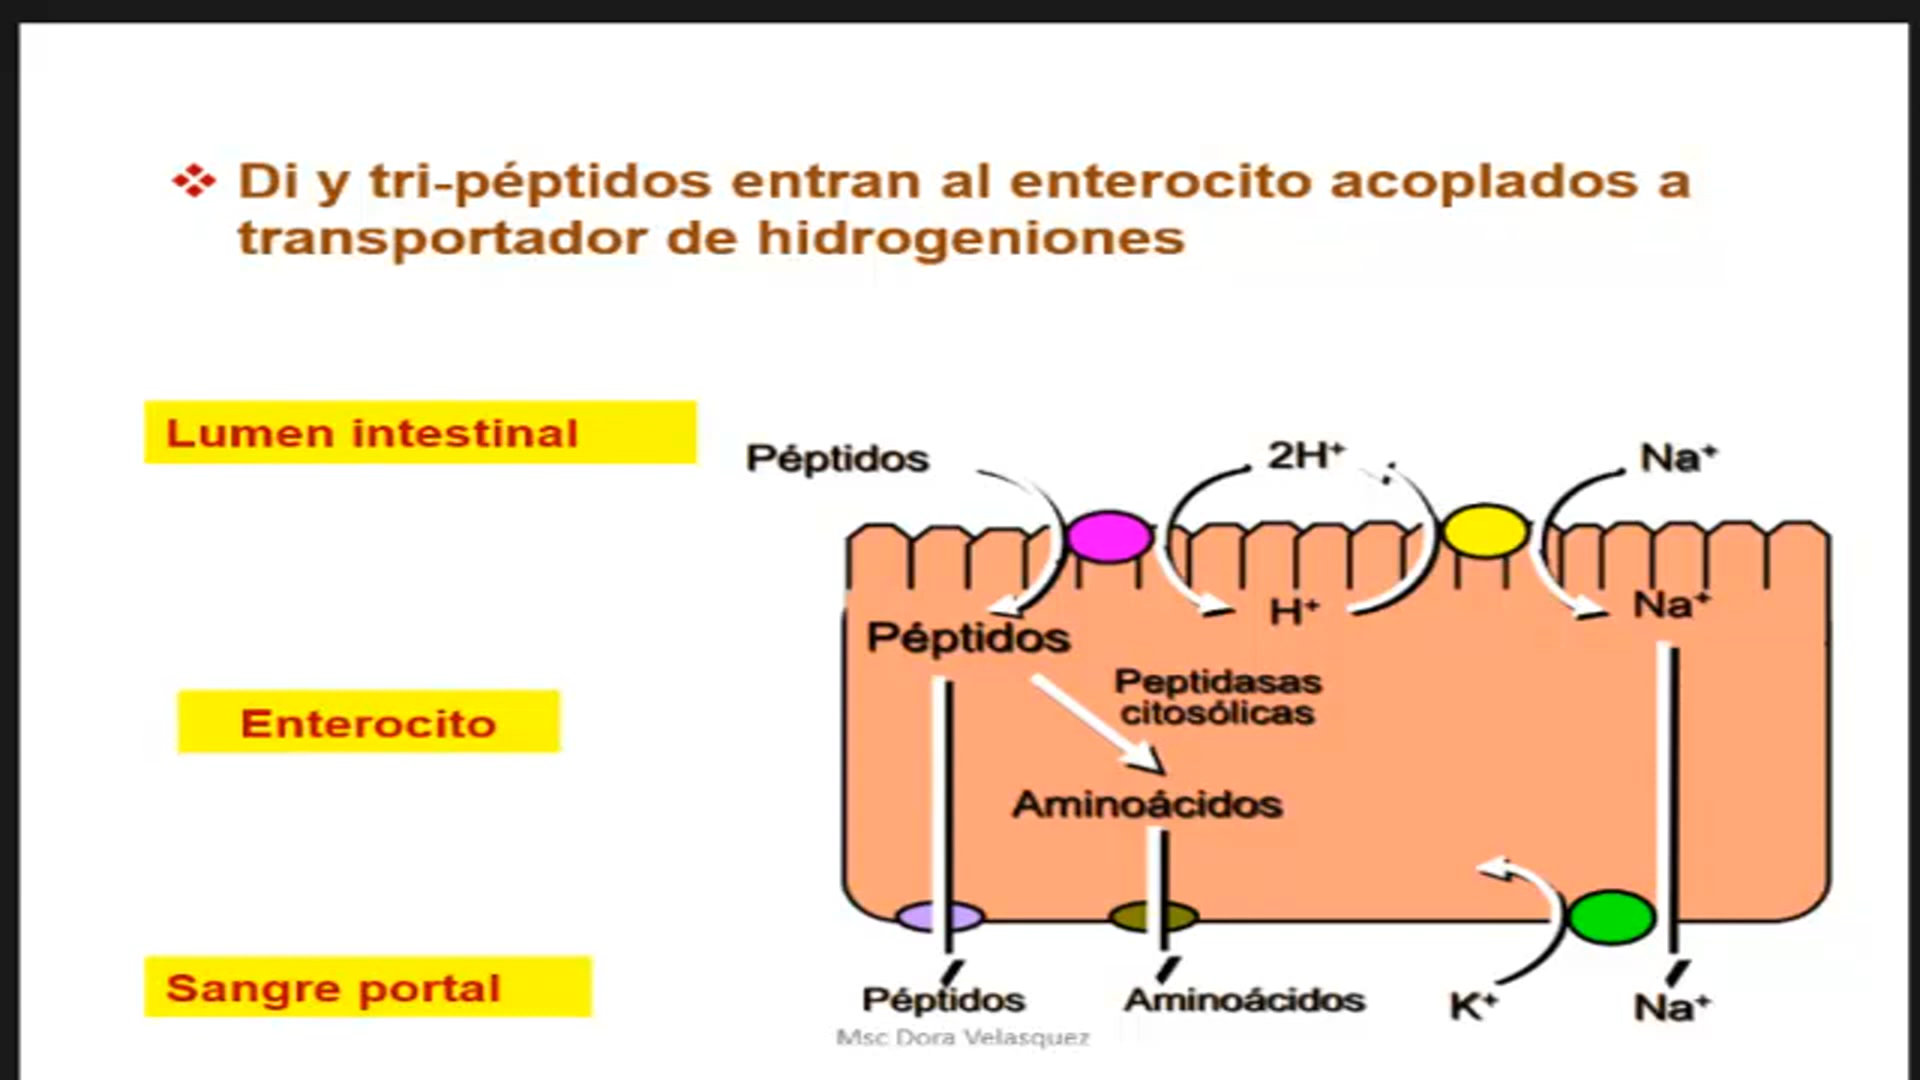 Di y tri-péptidos entran al enterocito acoplados a
transportador de hidrogeniones
Lumen intestinal
Péptidos
2H⁺
Na⁺
Péptidos
H⁺
Na⁺
Peptidasas
citosólicas
Enterocito
Aminoácidos
Sangre portal
Péptidos
Aminoácidos
K⁺
Na⁺
Msc Dora Velasquez